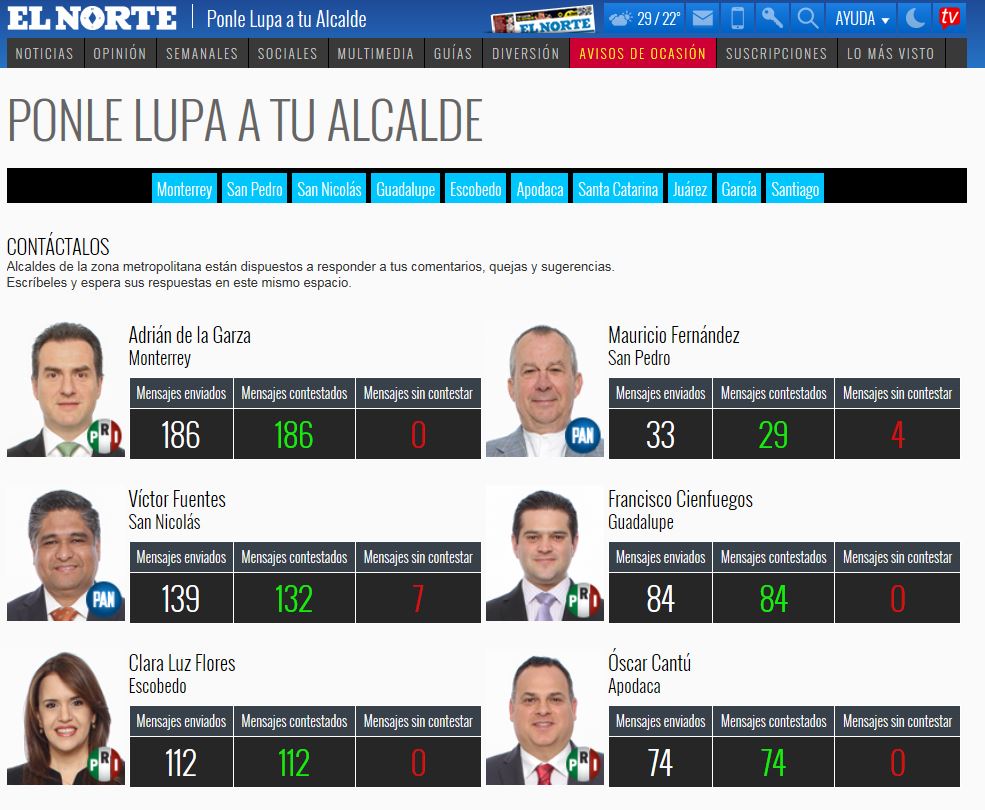 EL NORTE Ponle Lupa a tu Alcalde EL NORTE 29 / 22° AYUDA tv
NOTICIAS OPINIÓN SEMANALES SOCIALES MULTIMEDIA GUÍAS DIVERSIÓN AVISOS DE OCASIÓN SUSCRIPCIONES LO MÁS VISTO
PONLE LUPA A TU ALCALDE
Monterrey San Pedro San Nicolás Guadalupe Escobedo Apodaca Santa Catarina Juárez García Santiago
CONTÁCTALOS
Alcaldes de la zona metropolitana están dispuestos a responder a tus comentarios, quejas y sugerencias.
Escríbeles y espera sus respuestas en este mismo espacio.
Adrián de la Garza
Monterrey
Mensajes enviados Mensajes contestados Mensajes sin contestar
186 186 0
PRI
Mauricio Fernández
San Pedro
Mensajes enviados Mensajes contestados Mensajes sin contestar
33 29 4
PAN
Víctor Fuentes
San Nicolás
Mensajes enviados Mensajes contestados Mensajes sin contestar
139 132 7
PAN
Francisco Cienfuegos
Guadalupe
Mensajes enviados Mensajes contestados Mensajes sin contestar
84 84 0
PRI
Clara Luz Flores
Escobedo
Mensajes enviados Mensajes contestados Mensajes sin contestar
112 112 0
PRI
Óscar Cantú
Apodaca
Mensajes enviados Mensajes contestados Mensajes sin contestar
74 74 0
PRI